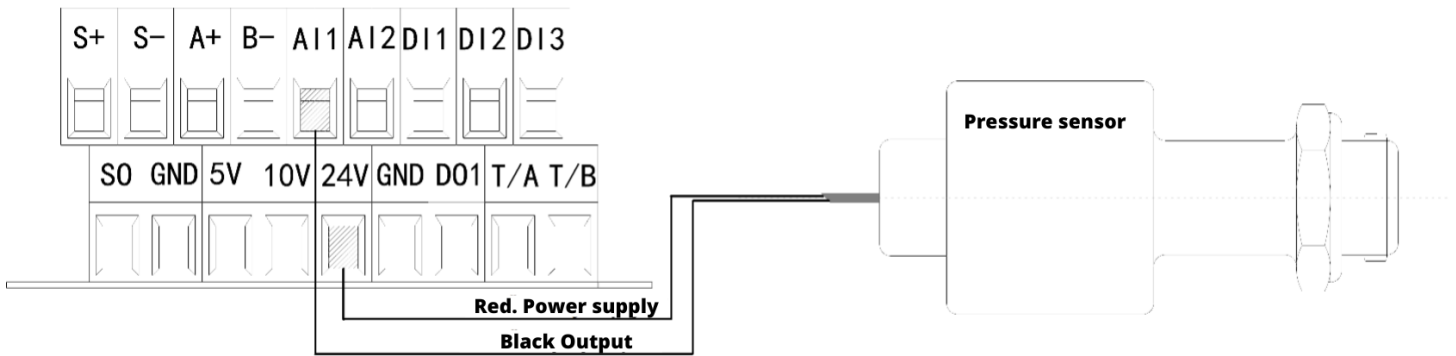 S+ S- A+ B- AI1 AI2 DI1 DI2 DI3
Pressure sensor
SO GND 5V 10V 24V GND DO1 T/A T/B
Red. Power supply
Black Output